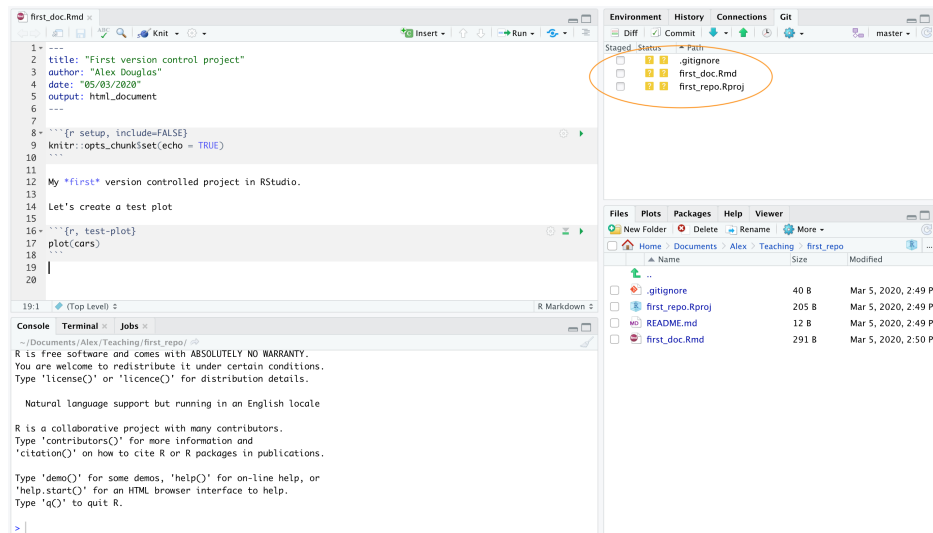 first_doc.Rmd ×
ABC Knit Insert Run
1 ---
2 title: "First version control project"
3 author: "Alex Douglas"
4 date: "05/03/2020"
5 output: html_document
6 ---
7
8 ```{r setup, include=FALSE}
9 knitr::opts_chunk$set(echo = TRUE)
10 ```
11
12 My *first* version controlled project in RStudio.
13
14 Let's create a test plot
15
16 ```{r, test-plot}
17 plot(cars)
18 ```
19
20
19:1 (Top Level) R Markdown
Console Terminal × Jobs ×
~/Documents/Alex/Teaching/first_repo/
R is free software and comes with ABSOLUTELY NO WARRANTY.
You are welcome to redistribute it under certain conditions.
Type 'license()' or 'licence()' for distribution details.
Natural language support but running in an English locale
R is a collaborative project with many contributors.
Type 'contributors()' for more information and
'citation()' on how to cite R or R packages in publications.
Type 'demo()' for some demos, 'help()' for on-line help, or
'help.start()' for an HTML browser interface to help.
Type 'q()' to quit R.
>
Environment History Connections Git
Diff Commit master
Staged Status Path
? ? .gitignore
? ? first_doc.Rmd
? ? first_repo.Rproj
Files Plots Packages Help Viewer
New Folder Delete Rename More
Home > Documents > Alex > Teaching > first_repo R ...
Name Size Modified
..
.gitignore 40 B Mar 5, 2020, 2:49 P
first_repo.Rproj 205 B Mar 5, 2020, 2:49 P
MD README.md 12 B Mar 5, 2020, 2:49 P
first_doc.Rmd 291 B Mar 5, 2020, 2:50 P